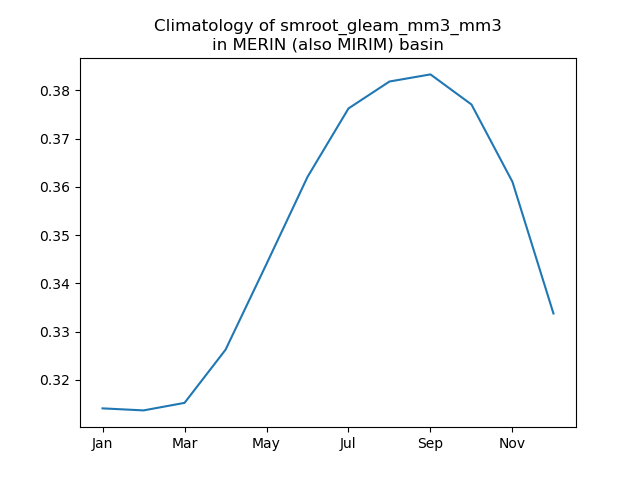 Climatology of smroot_gleam_mm3_mm3
in MERIN (also MIRIM) basin
0.38
0.37
0.36
0.35
0.34
0.33
0.32
Jan Mar May Jul Sep Nov